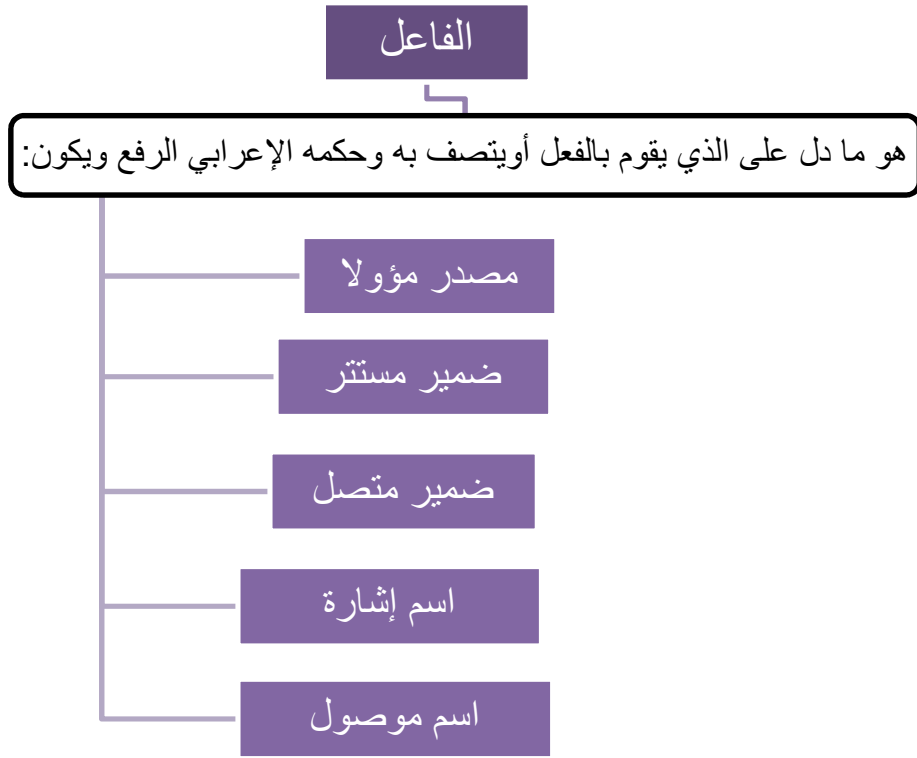 الفاعل
هو ما دل على الذي يقوم بالفعل أويتصف به وحكمه الإعرابي الرفع ويكون:
مصدر مؤولا
ضمير مستتر
ضمير متصل
اسم إشارة
اسم موصول